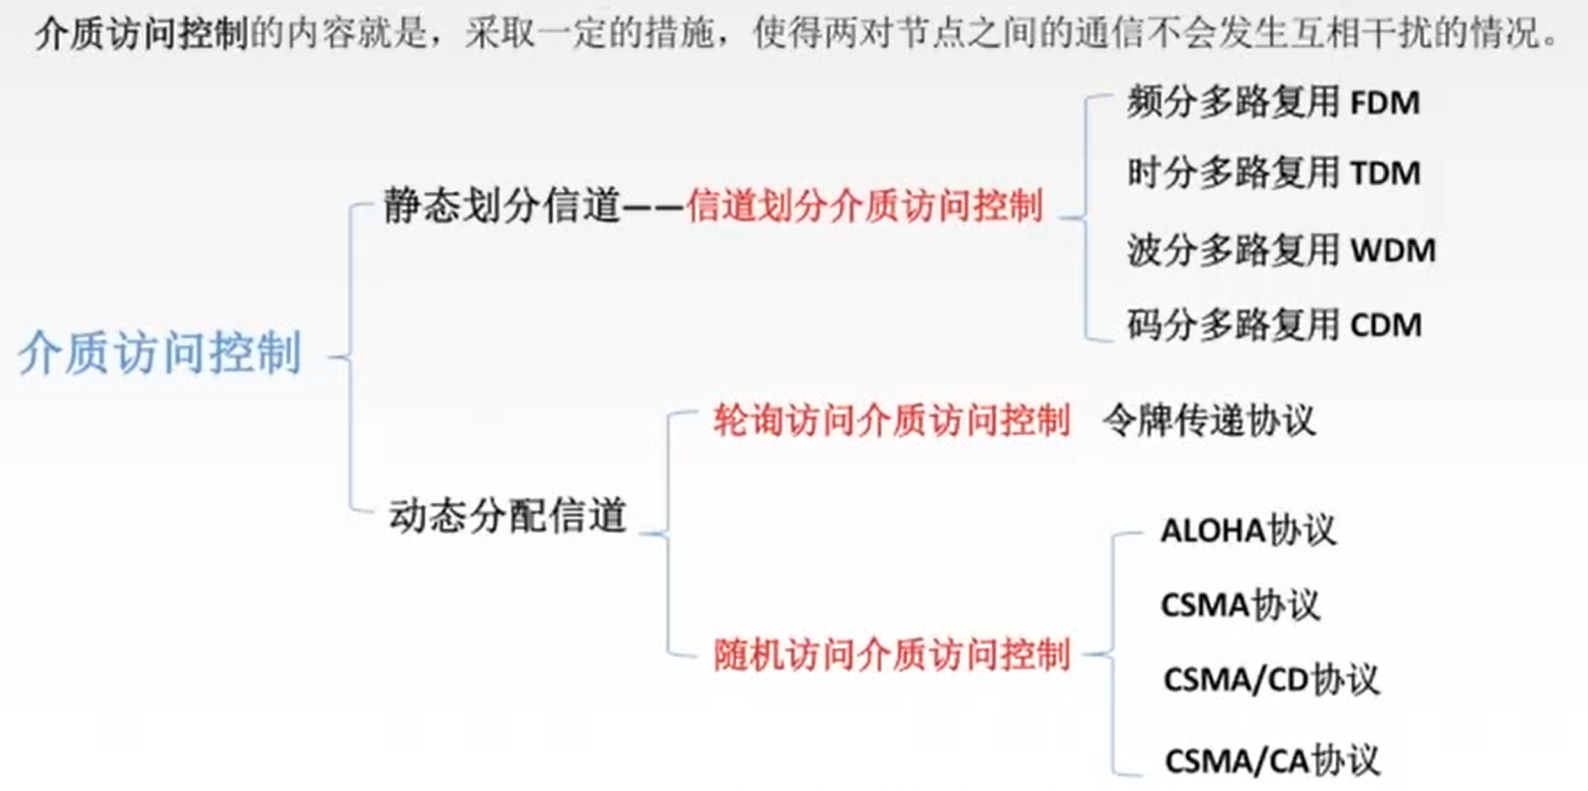 介质访问控制的内容就是，采取一定的措施，使得两对节点之间的通信不会发生互相干扰的情况。
介质访问控制
静态划分信道——信道划分介质访问控制
频分多路复用 FDM
时分多路复用 TDM
波分多路复用 WDM
码分多路复用 CDM
动态分配信道
轮询访问介质访问控制 令牌传递协议
随机访问介质访问控制
ALOHA协议
CSMA协议
CSMA/CD协议
CSMA/CA协议